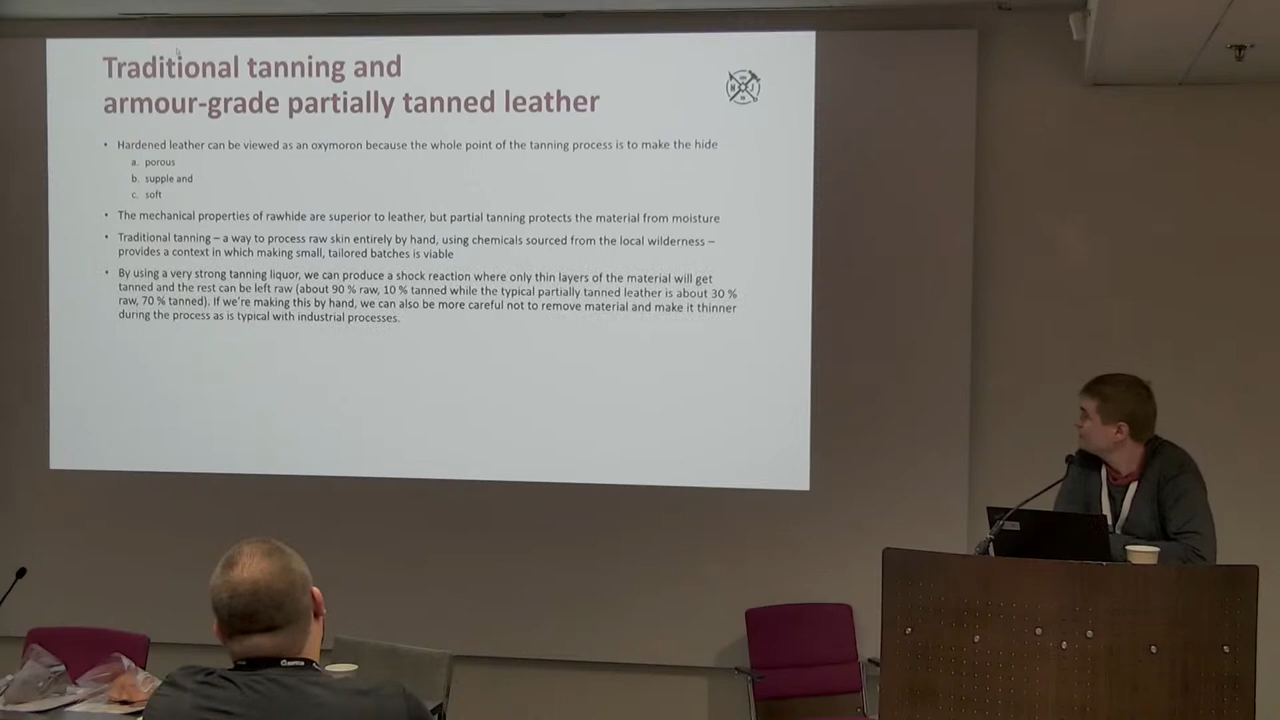 Traditional tanning and
armour-grade partially tanned leather
• Hardened leather can be viewed as an oxymoron because the whole point of the tanning process is to make the hide
a. porous
b. supple and
c. soft
• The mechanical properties of rawhide are superior to leather, but partial tanning protects the material from moisture
• Traditional tanning – a way to process raw skin entirely by hand, using chemicals sourced from the local wilderness –
provides a context in which making small, tailored batches is viable
• By using a very strong tanning liquor, we can produce a shock reaction where only thin layers of the material will get
tanned and the rest can be left raw (about 90 % raw, 10 % tanned while the typical partially tanned leather is about 30 %
raw, 70 % tanned). If we're making this by hand, we can also be more careful not to remove material and make it thinner
during the process as is typical with industrial processes.